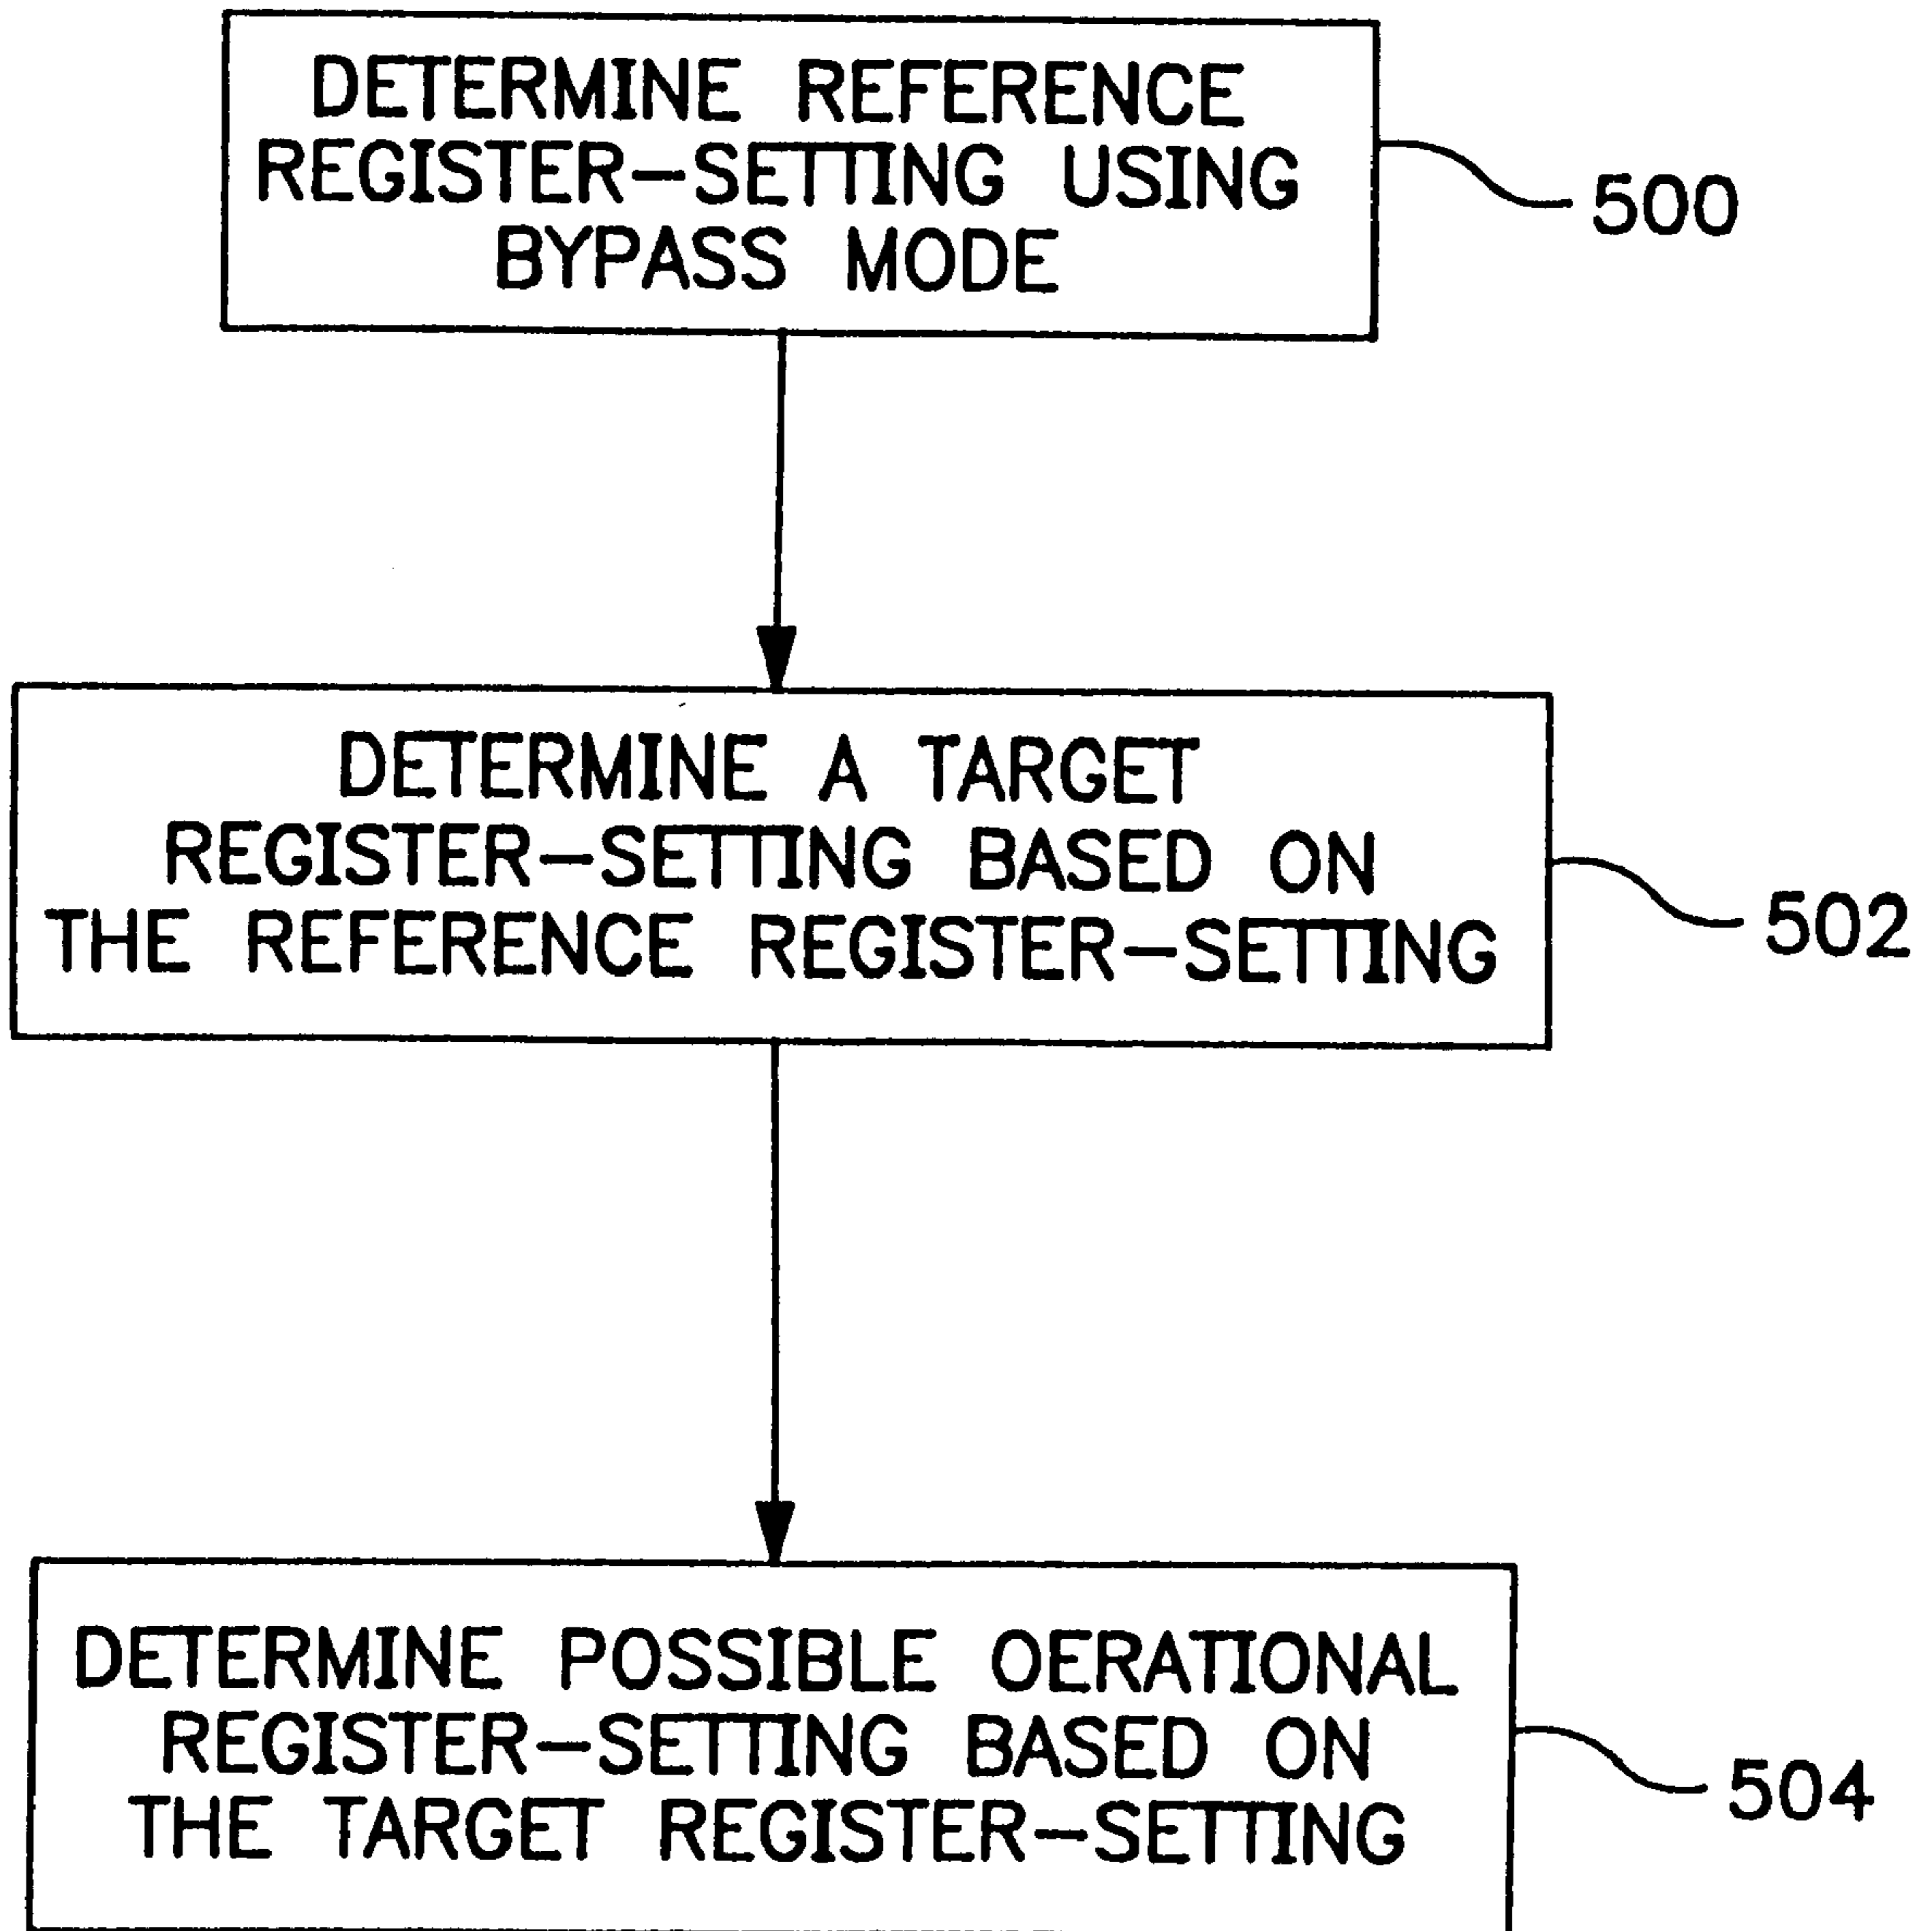 DETERMINE REFERENCE
REGISTER–SETTING USING
BYPASS MODE
500
DETERMINE A TARGET
REGISTER–SETTING BASED ON
THE REFERENCE REGISTER–SETTING
502
DETERMINE POSSIBLE OERATIONAL
REGISTER–SETTING BASED ON
THE TARGET REGISTER–SETTING
504